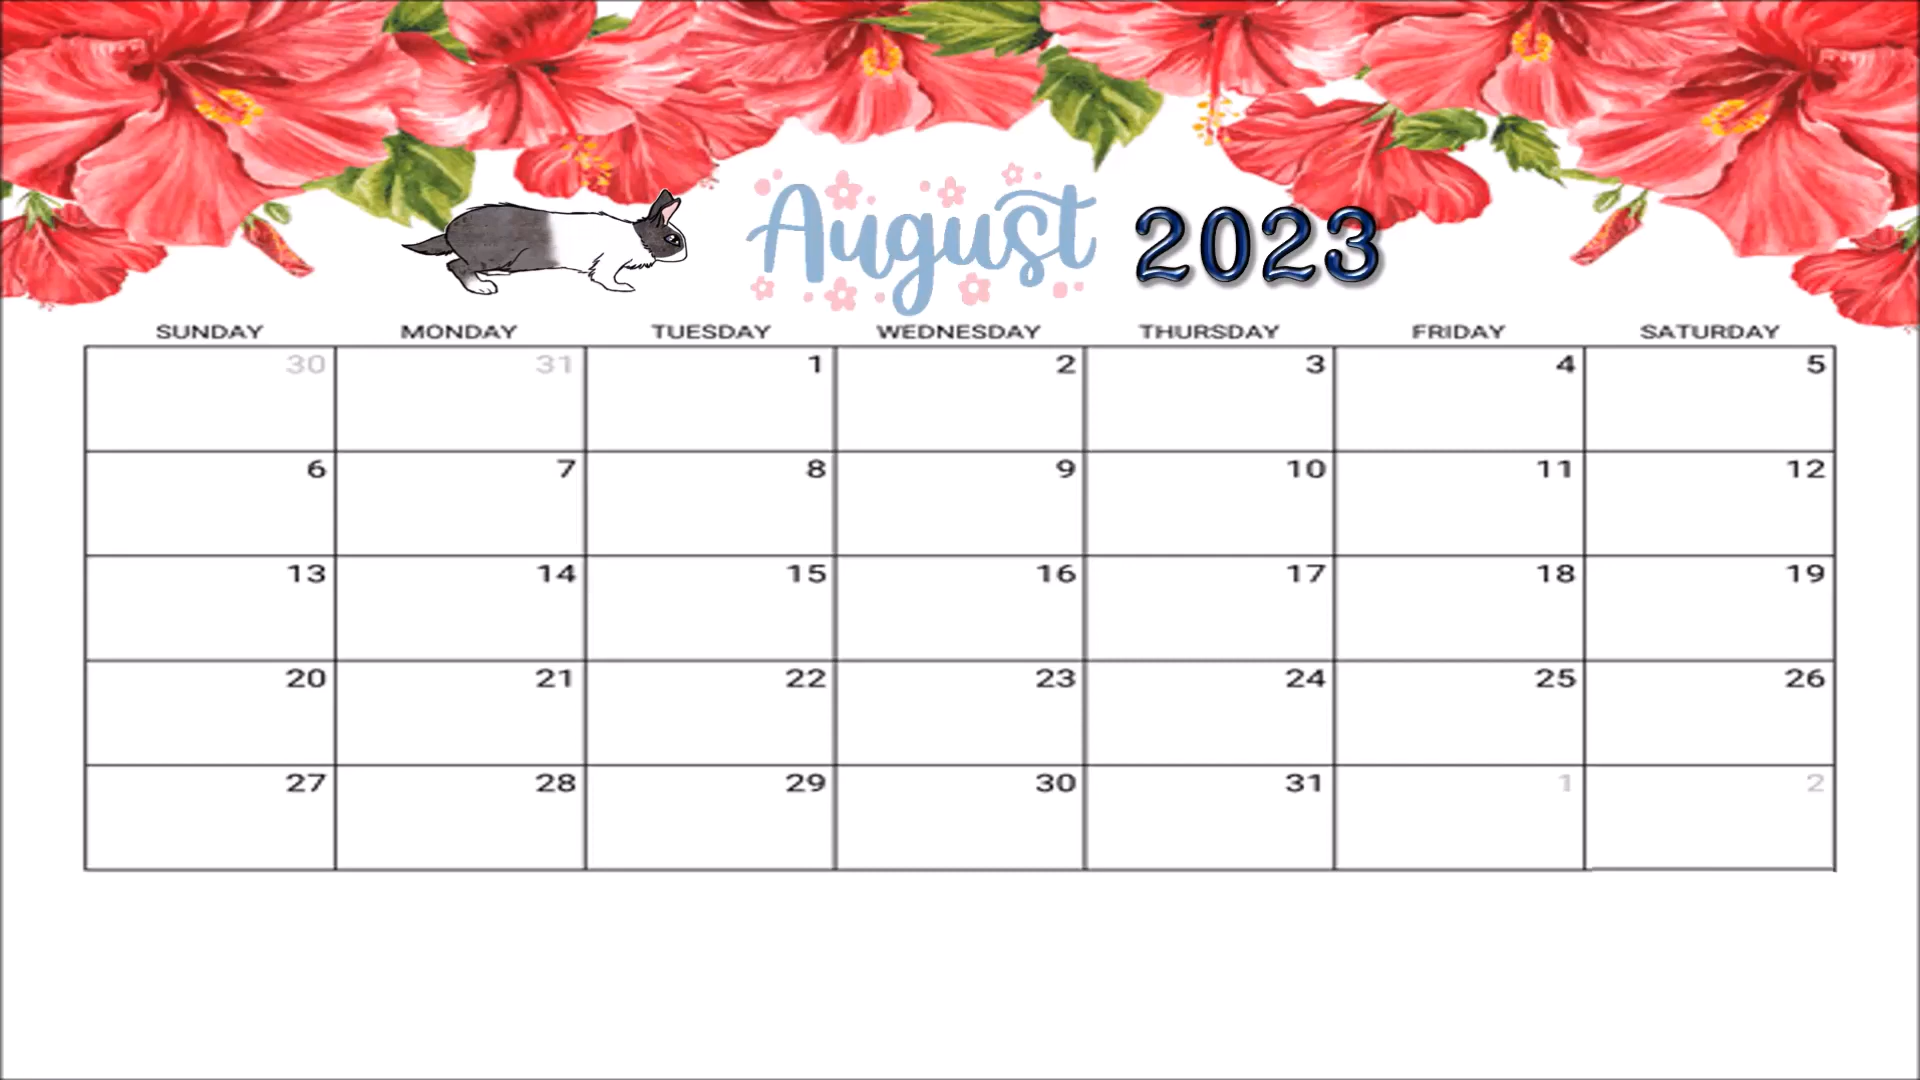 August 2023
SUNDAY MONDAY TUESDAY WEDNESDAY THURSDAY FRIDAY SATURDAY
30 31 1 2 3 4 5
6 7 8 9 10 11 12
13 14 15 16 17 18 19
20 21 22 23 24 25 26
27 28 29 30 31 1 2